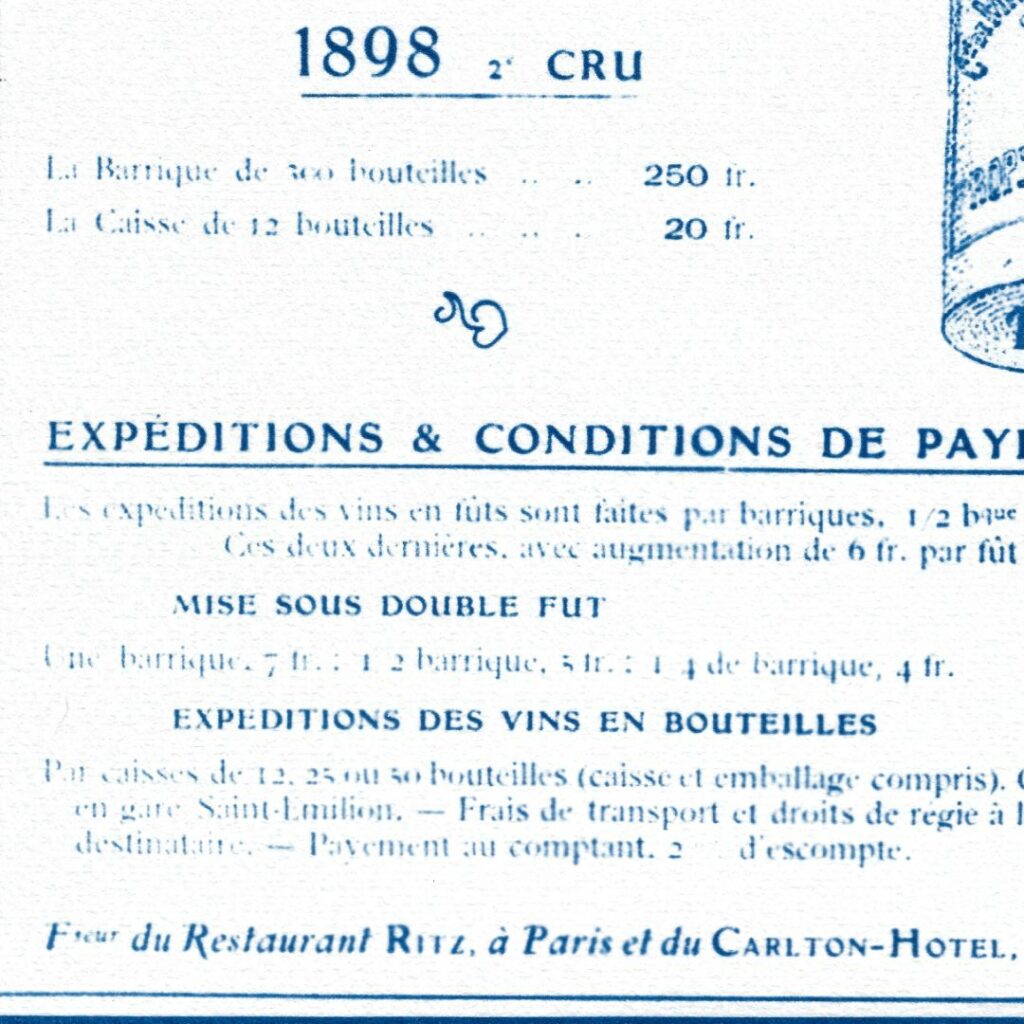 1898 2e CRU
La Barrique de 300 bouteilles .. .. 250 fr.
La Caisse de 12 bouteilles .. .. . 20 fr.
EXPÉDITIONS & CONDITIONS DE
Les expéditions des vins en fûts sont faites par barriques, 1/2 bque
Ces deux dernières, avec augmentation de 6 fr. par fût
MISE SOUS DOUBLE FUT
Une barrique, 7 fr. : 1/2 barrique, 5 fr. : 1/4 de barrique, 4 fr.
EXPEDITIONS DES VINS EN BOUTEILLES
Par caisses de 12, 25 ou 50 bouteilles (caisse et emballage compris).
en gare Saint-Emilion. — Frais de transport et droits de régie à
destinataire. — Payement au comptant. 2 d'escompte.
Freur du Restaurant RITZ, à Paris et du CARLTON-HOTEL,